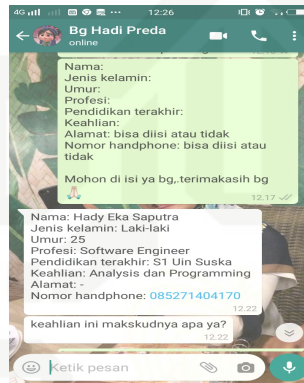 4G 12:26
Bg Hadi Preda
online
Nama:
Jenis kelamin:
Umur:
Profesi:
Pendidikan terakhir:
Keahlian:
Alamat: bisa diisi atau tidak
Nomor handphone: bisa diisi atau
tidak
Mohon di isi ya bg,.terimakasih bg
🙏
12.17
Nama: Hady Eka Saputra
Jenis kelamin: Laki-laki
Umur: 25
Profesi: Software Engineer
Pendidikan terakhir: S1 Uin Suska
Keahlian: Analysis dan Programming
Alamat: -
Nomor handphone: 085271404170
12.22
keahlian ini makskudnya apa ya?
12.22
Ketik pesan